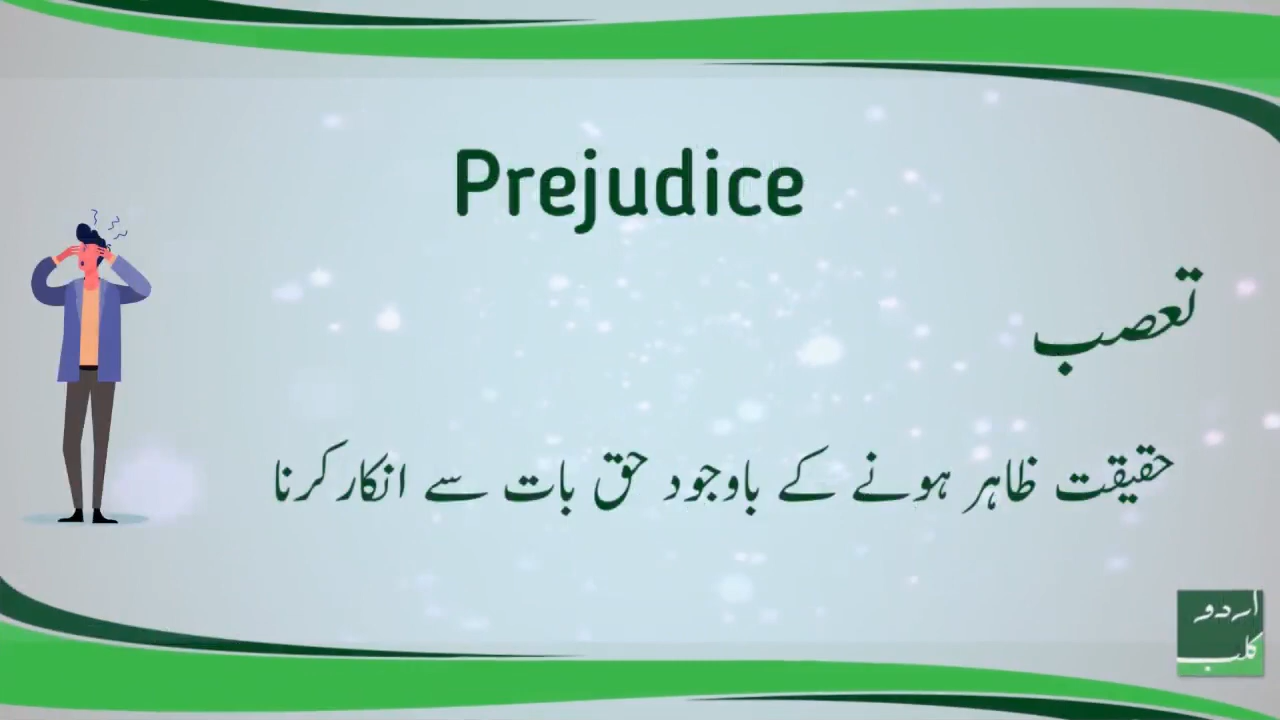 Prejudice
تعصب
حقیقت ظاہر ہونے کے باوجود حق بات سے انکار کرنا
اردو
کلب